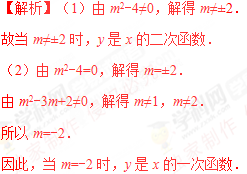 【解析】（1）由 m²-4≠0，解得 m≠±2．
故当 m≠±2 时，y 是 x 的二次函数．
（2）由 m²-4=0，解得 m=±2．
由 m²-3m+2≠0，解得 m≠1，m≠2．
所以 m=-2．
因此，当 m=-2 时，y 是 x 的一次函数．